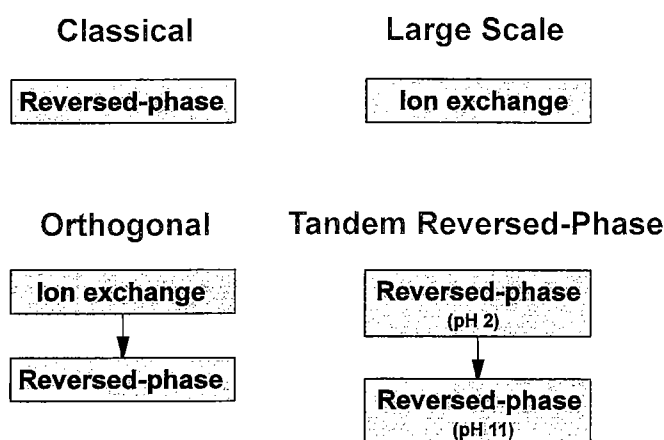 Classical
Reversed-phase
Large Scale
Ion exchange
Orthogonal
Ion exchange
Reversed-phase
Tandem Reversed-Phase
Reversed-phase
(pH 2)
Reversed-phase
(pH 11)